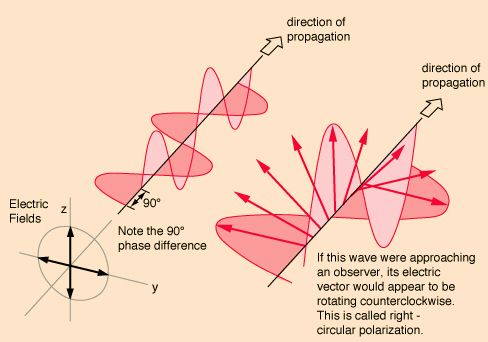 direction of
propagation
direction of
propagation
90°
Electric
Fields
z
Note the 90°
phase difference
y
If this wave were approaching
an observer, its electric
vector would appear to be
rotating counterclockwise.
This is called right -
circular polarization.